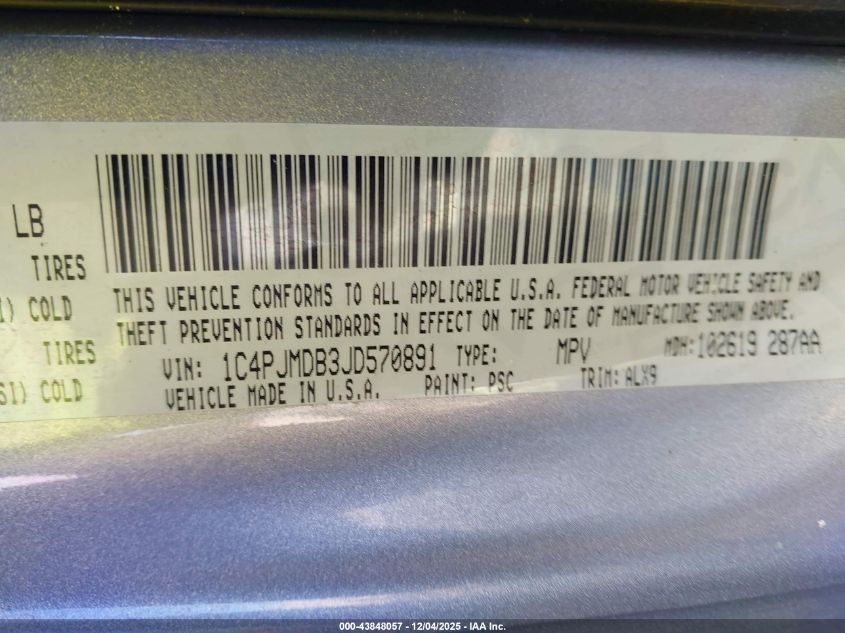 LB
TIRES
COLD
TIRES
SI) COLD
THIS VEHICLE CONFORMS TO ALL APPLICABLE U.S.A. FEDERAL MOTOR VEHICLE SAFETY AND
THEFT PREVENTION STANDARDS IN EFFECT ON THE DATE OF MANUFACTURE SHOWN ABOVE.
VIN: 1C4PJMDB3JD570891 TYPE: MPV MDH:102619 287AA
VEHICLE MADE IN U.S.A. PAINT: PSC TRIM: ALX9
000-43848057 - 12/04/2025 - IAA Inc.